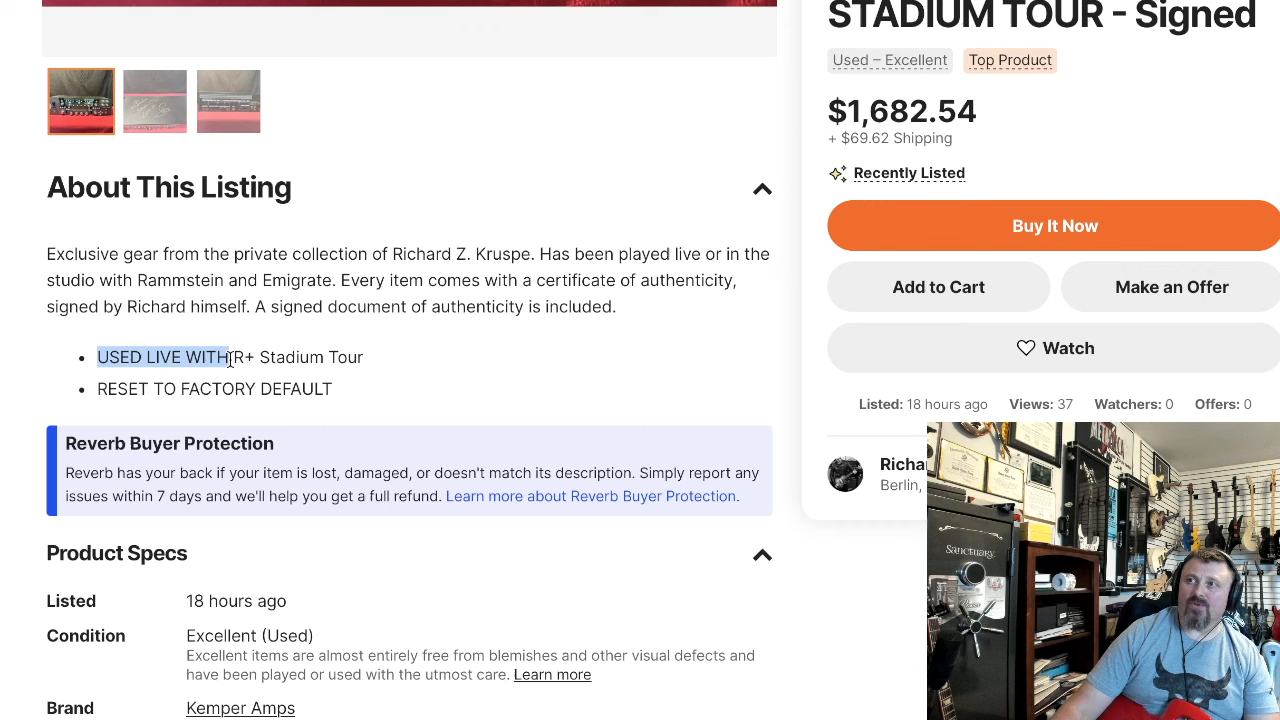 STADIUM TOUR - Signed
Used – Excellent
Top Product
$1,682.54
+ $69.62 Shipping
Recently Listed
Buy It Now
Add to Cart
Make an Offer
Watch
Listed: 18 hours ago Views: 37 Watchers: 0 Offers: 0
Richa
Berlin,
About This Listing
Exclusive gear from the private collection of Richard Z. Kruspe. Has been played live or in the
studio with Rammstein and Emigrate. Every item comes with a certificate of authenticity,
signed by Richard himself. A signed document of authenticity is included.
• USED LIVE WITH R+ Stadium Tour
• RESET TO FACTORY DEFAULT
Reverb Buyer Protection
Reverb has your back if your item is lost, damaged, or doesn't match its description. Simply report any
issues within 7 days and we'll help you get a full refund. Learn more about Reverb Buyer Protection.
Product Specs
Listed 18 hours ago
Condition Excellent (Used)
Excellent items are almost entirely free from blemishes and other visual defects and
have been played or used with the utmost care. Learn more
Brand Kemper Amps
Sanctuary